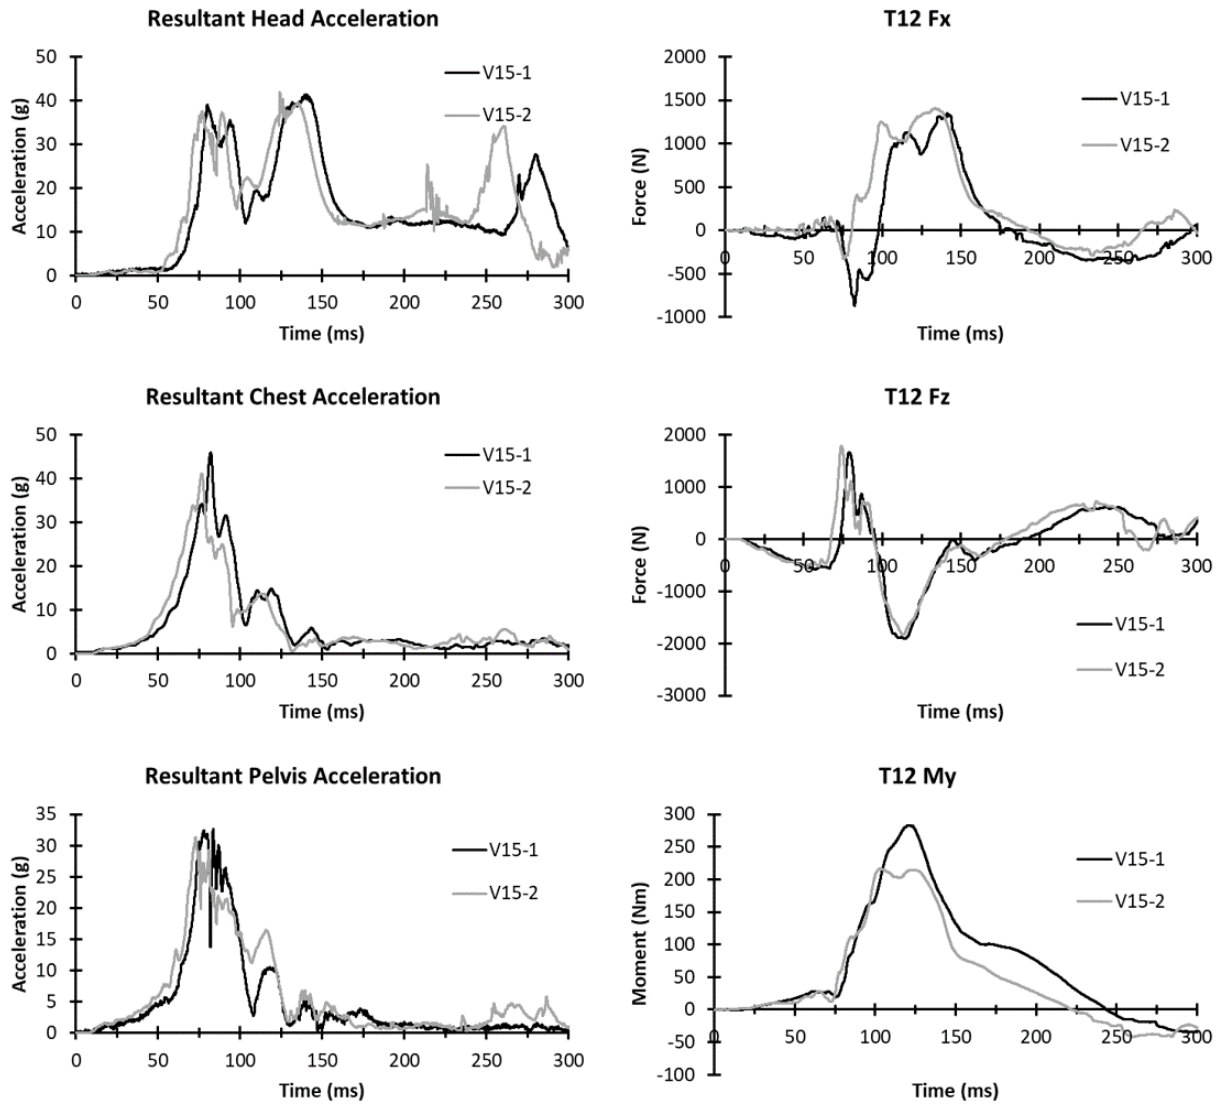 Resultant Head Acceleration
50
40
30
20
10
0
Acceleration (g)
V15-1
V15-2
0 50 100 150 200 250 300
Time (ms)
T12 Fx
2000
1500
1000
500
0
-500
-1000
Force (N)
V15-1
V15-2
0 50 100 150 200 250 300
Time (ms)
Resultant Chest Acceleration
50
40
30
20
10
0
Acceleration (g)
V15-1
V15-2
0 50 100 150 200 250 300
Time (ms)
T12 Fz
2000
1000
0
-1000
-2000
-3000
Force (N)
0 50 100 150 200 250 300
V15-1
V15-2
Time (ms)
Resultant Pelvis Acceleration
35
30
25
20
15
10
5
0
Acceleration (g)
V15-1
V15-2
0 50 100 150 200 250 300
Time (ms)
T12 My
300
250
200
150
100
50
0
-50
-100
Moment (Nm)
V15-1
V15-2
50 100 150 200 250 300
Time (ms)